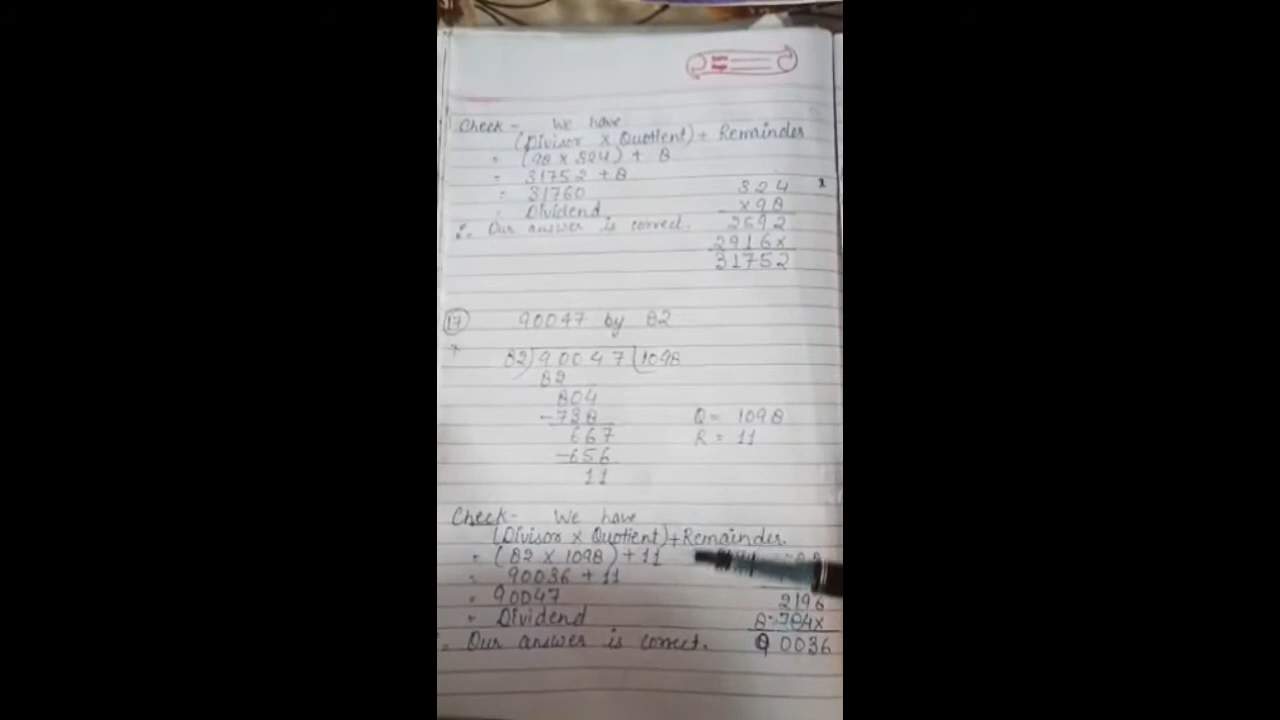 Check - We have
(Divisor x Quotient) + Remainder
= (98 x 324) + 8
= 31752 + 8
= 31760
= Dividend
∴ Our answer is correct.
324
x98
2592
2916x
31752
17 90047 by 82
82)90047(1098
82
804
-738
667
-656
11
Q = 1098
R = 11
Check - We have
(Divisor x Quotient) + Remainder
= (82 x 1098) + 11
= 90036 + 11
= 90047
= Dividend
∴ Our answer is correct.
2196
8784x
90036